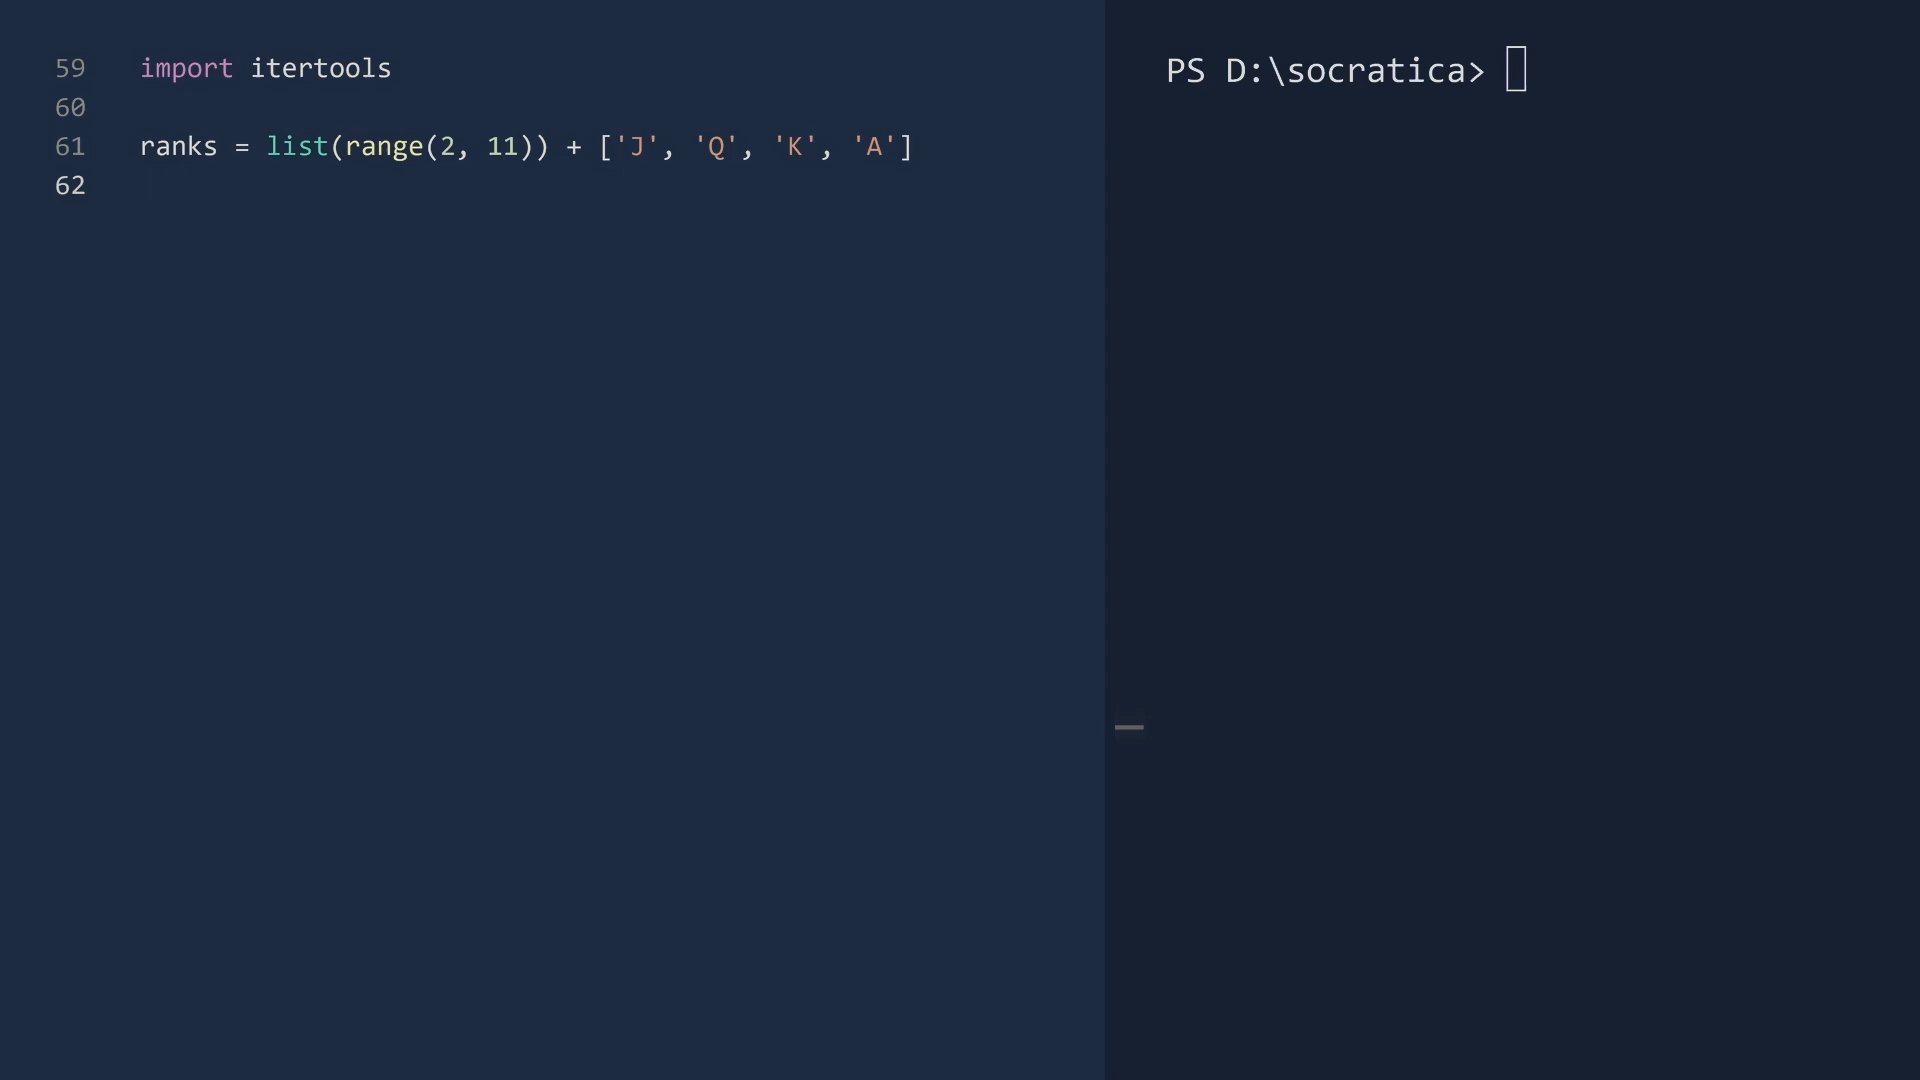 59 import itertools
60
61 ranks = list(range(2, 11)) + ['J', 'Q', 'K', 'A']
62
PS D:\socratica>